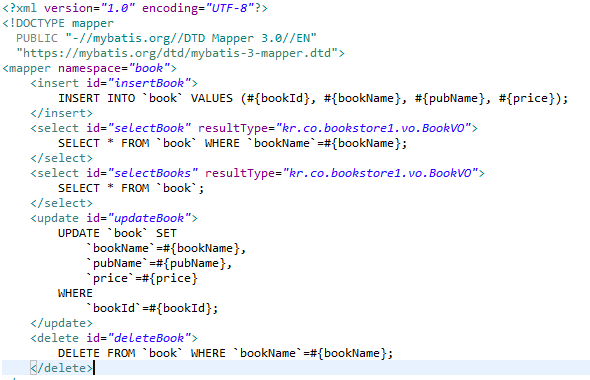 <?xml version="1.0" encoding="UTF-8"?>
<!DOCTYPE mapper
  PUBLIC "-//mybatis.org//DTD Mapper 3.0//EN"
  "https://mybatis.org/dtd/mybatis-3-mapper.dtd">
<mapper namespace="book">
    <insert id="insertBook">
        INSERT INTO `book` VALUES (#{bookId}, #{bookName}, #{pubName}, #{price});
    </insert>
    <select id="selectBook" resultType="kr.co.bookstore1.vo.BookVO">
        SELECT * FROM `book` WHERE `bookName`=#{bookName};
    </select>
    <select id="selectBooks" resultType="kr.co.bookstore1.vo.BookVO">
        SELECT * FROM `book`;
    </select>
    <update id="updateBook">
        UPDATE `book` SET
            `bookName`=#{bookName},
            `pubName`=#{pubName},
            `price`=#{price}
        WHERE
            `bookId`=#{bookId};
    </update>
    <delete id="deleteBook">
        DELETE FROM `book` WHERE `bookName`=#{bookName};
    </delete>